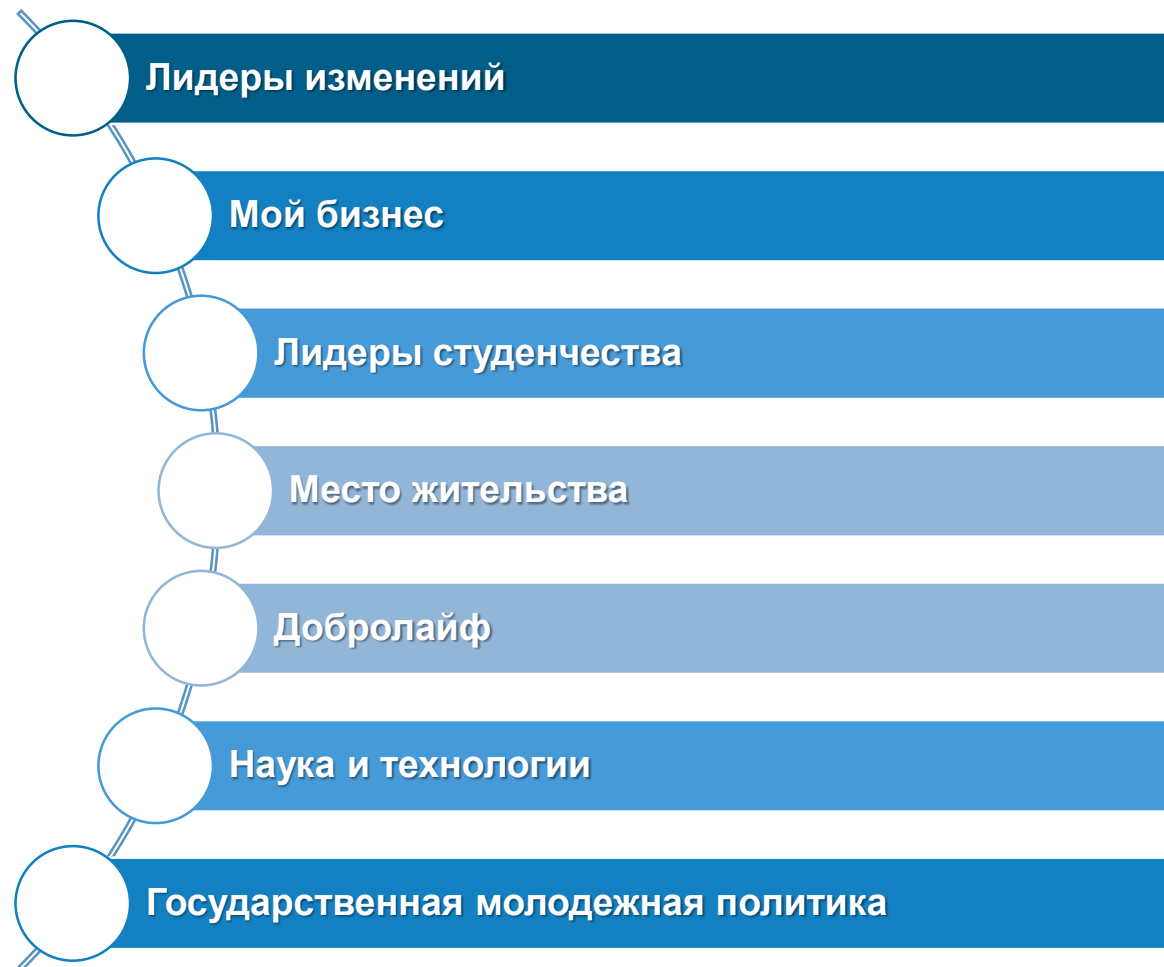 Лидеры изменений
Мой бизнес
Лидеры студенчества
Место жительства
Добролайф
Наука и технологии
Государственная молодежная политика